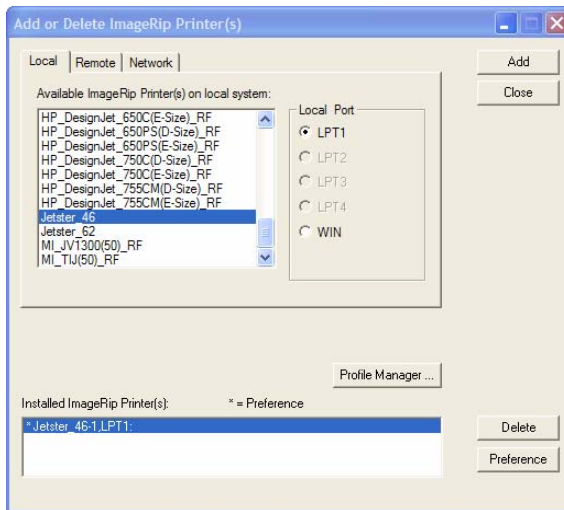 Add or Delete ImageRip Printer(s)
Local Remote Network
Add
Close
Available ImageRip Printer(s) on local system:
HP_DesignJet_650C(E-Size)_RF
HP_DesignJet_650PS(D-Size)_RF
HP_DesignJet_650PS(E-Size)_RF
HP_DesignJet_750C(D-Size)_RF
HP_DesignJet_750C(E-Size)_RF
HP_DesignJet_755CM(D-Size)_RF
HP_DesignJet_755CM(E-Size)_RF
Jetster_46
Jetster_62
MI_JV1300(50)_RF
MI_TIJ(50)_RF
Local Port
LPT1
LPT2
LPT3
LPT4
WIN
Profile Manager ...
Installed ImageRip Printer(s): * = Preference
*Jetster_46-1,LPT1:
Delete
Preference